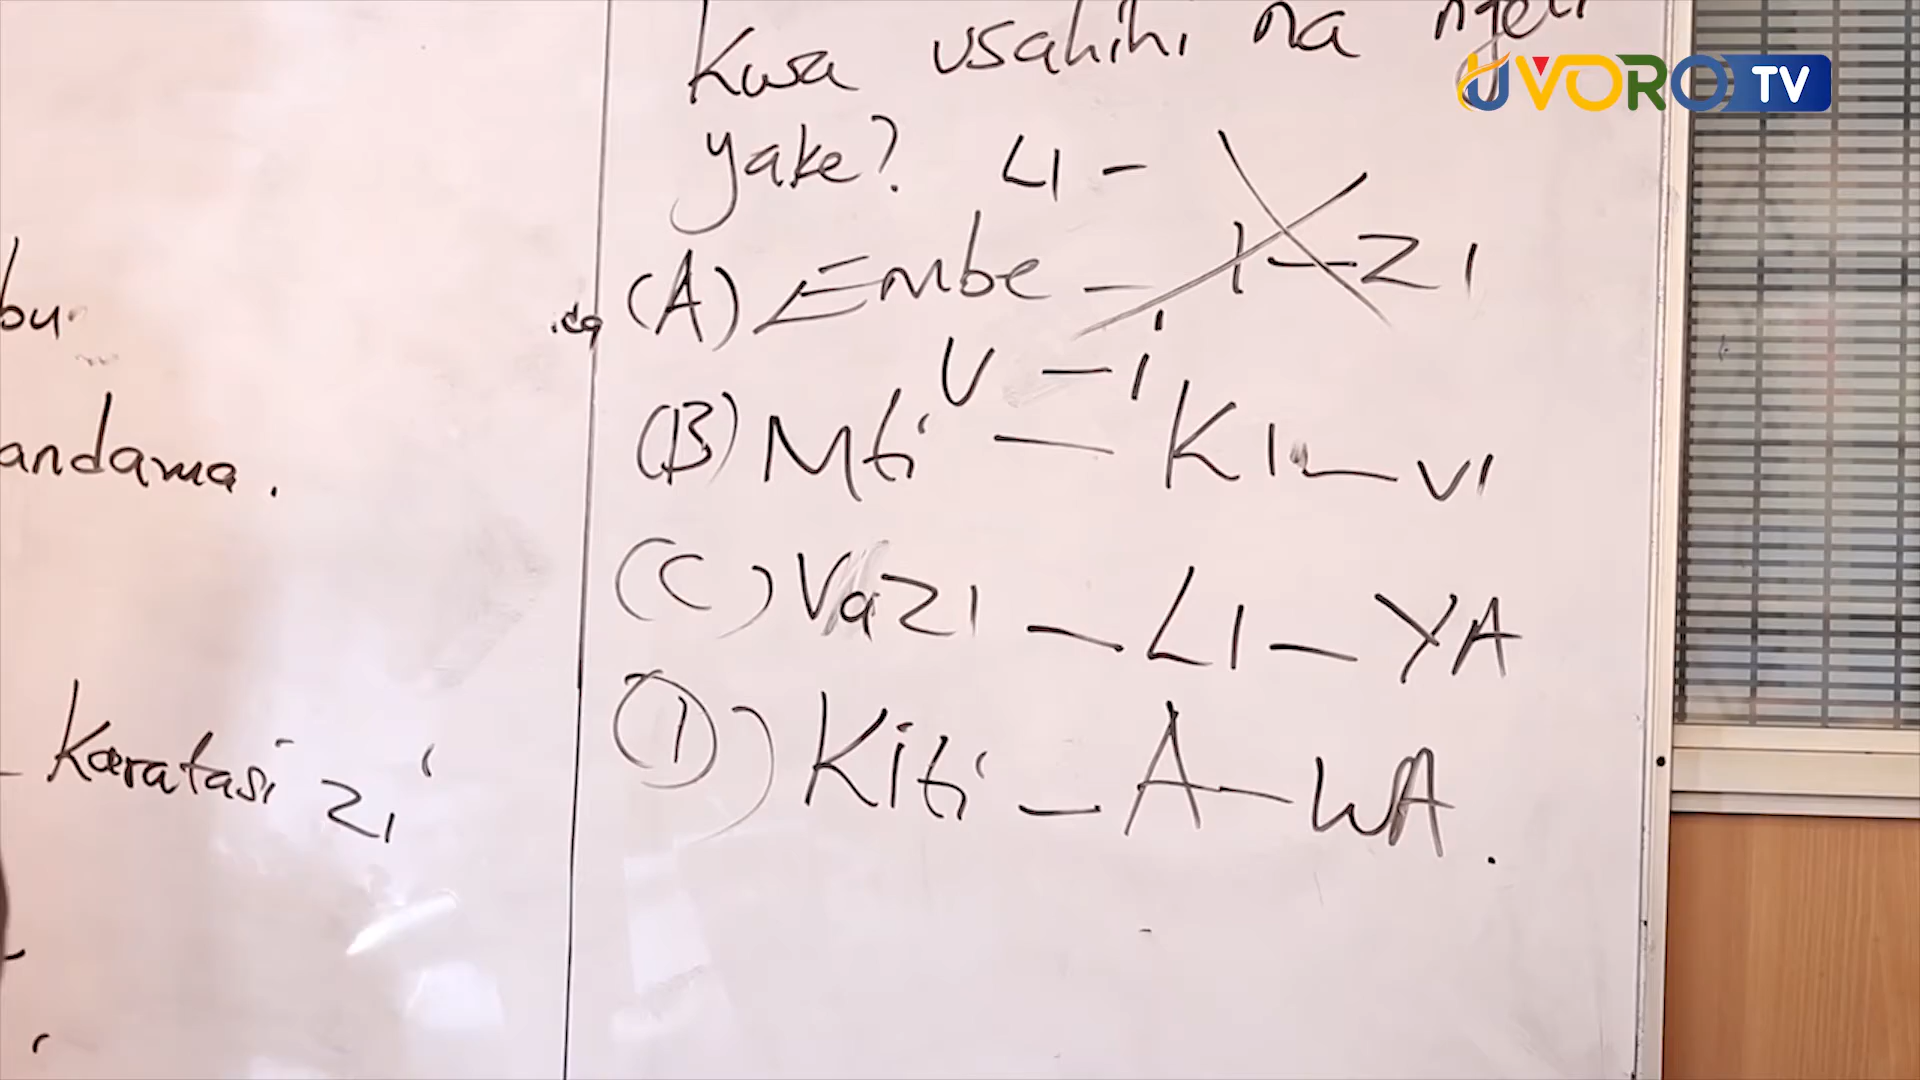 andama.
Karatasi zi
Kwa usahihi na ngeli
yake? LI -
(A) Embe - I - ZI
U - i
(B) Mti - KI - VI
(C) Vazi - LI - YA
(D) Kiti - A - WA.
UVORO TV